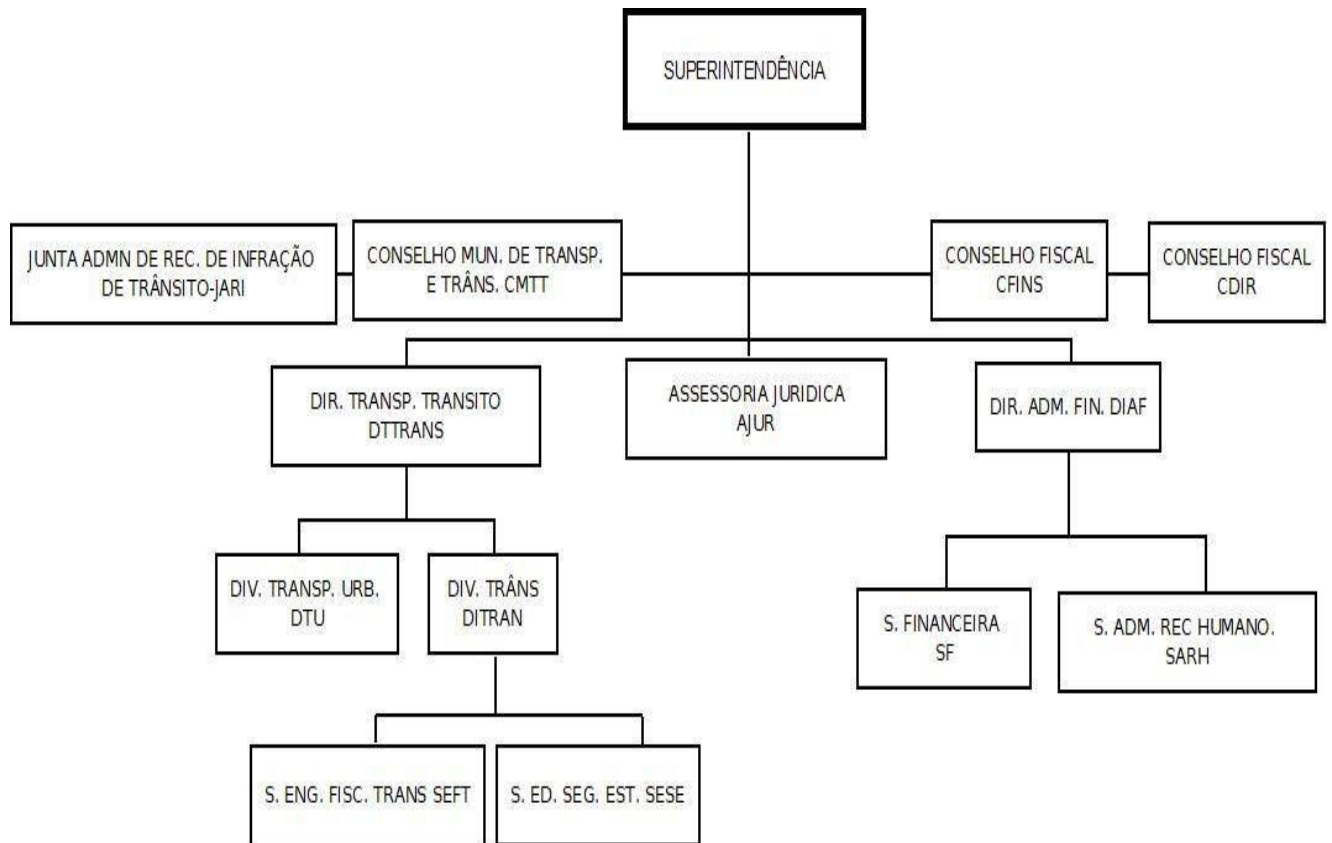 SUPERINTENDÊNCIA
JUNTA ADMN DE REC. DE INFRAÇÃO
DE TRÂNSITO-JARI
CONSELHO MUN. DE TRANSP.
E TRÂNS. CMTT
CONSELHO FISCAL
CFINS
CONSELHO FISCAL
CDIR
DIR. TRANSP. TRANSITO
DTTRANS
ASSESSORIA JURIDICA
AJUR
DIR. ADM. FIN. DIAF
DIV. TRANSP. URB.
DTU
DIV. TRÂNS
DITRAN
S. FINANCEIRA
SF
S. ADM. REC HUMANO.
SARH
S. ENG. FISC. TRANS SEFT
S. ED. SEG. EST. SESE